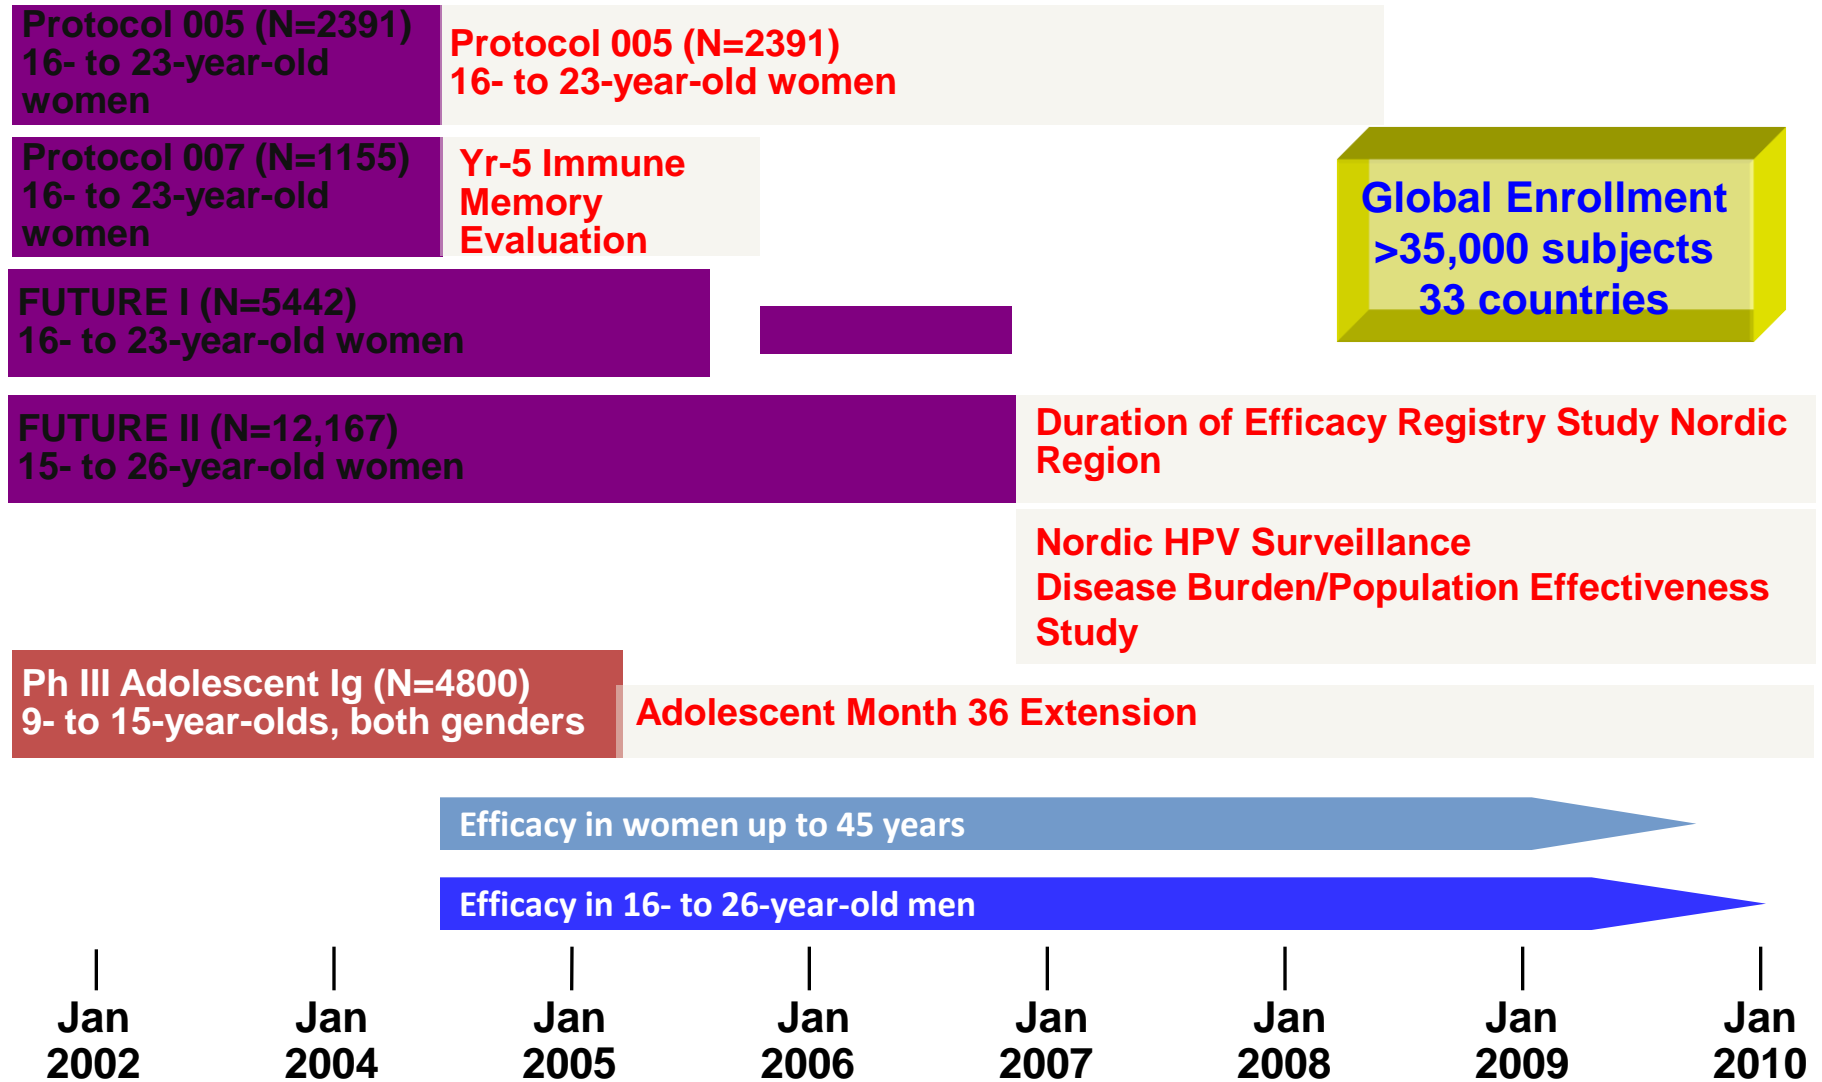 Protocol 005 (N=2391)
16- to 23-year-old
women
Protocol 005 (N=2391)
16- to 23-year-old women
Protocol 007 (N=1155)
16- to 23-year-old
women
Yr-5 Immune
Memory
Evaluation
Global Enrollment
>35,000 subjects
33 countries
FUTURE I (N=5442)
16- to 23-year-old women
FUTURE II (N=12,167)
15- to 26-year-old women
Duration of Efficacy Registry Study Nordic
Region
Nordic HPV Surveillance
Disease Burden/Population Effectiveness
Study
Ph III Adolescent Ig (N=4800)
9- to 15-year-olds, both genders
Adolescent Month 36 Extension
Efficacy in women up to 45 years
Efficacy in 16- to 26-year-old men
Jan
2002
Jan
2004
Jan
2005
Jan
2006
Jan
2007
Jan
2008
Jan
2009
Jan
2010